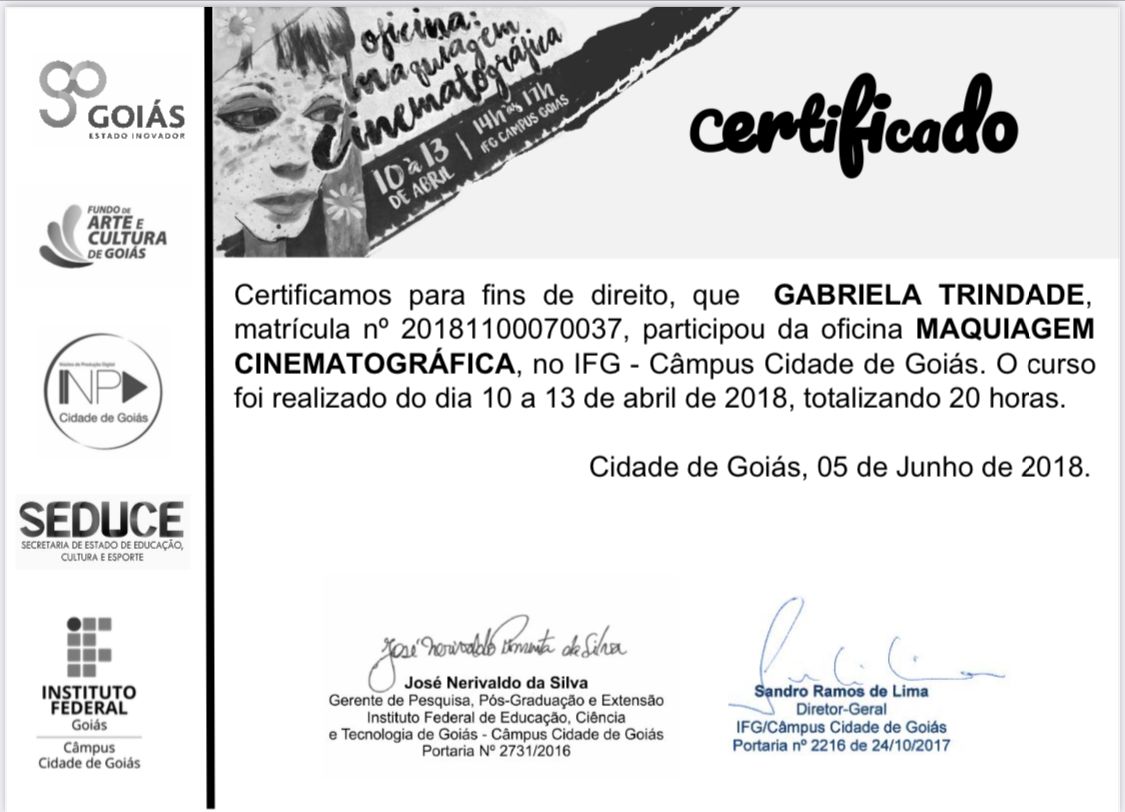 GOIÁS
ESTADO INOVADOR
FUNDO DE
ARTE E
CULTURA
DE GOIÁS
Núcleo de Produção Digital
NPD
Cidade de Goiás
SEDUCE
SECRETARIA DE ESTADO DE EDUCAÇÃO,
CULTURA E ESPORTE
INSTITUTO
FEDERAL
Goiás
Câmpus
Cidade de Goiás
oficina:
maquiagem
cinematográfica
10 à 13
DE ABRIL
14h às 17h
IFG CAMPUS GOIÁS
certificado
Certificamos para fins de direito, que GABRIELA TRINDADE,
matrícula nº 20181100070037, participou da oficina MAQUIAGEM
CINEMATOGRÁFICA, no IFG - Câmpus Cidade de Goiás. O curso
foi realizado do dia 10 a 13 de abril de 2018, totalizando 20 horas.
Cidade de Goiás, 05 de Junho de 2018.
José Nerivaldo Pimenta da Silva
José Nerivaldo da Silva
Gerente de Pesquisa, Pós-Graduação e Extensão
Instituto Federal de Educação, Ciência
e Tecnologia de Goiás - Câmpus Cidade de Goiás
Portaria Nº 2731/2016
Sandro Ramos de Lima
Diretor-Geral
IFG/Câmpus Cidade de Goiás
Portaria nº 2216 de 24/10/2017